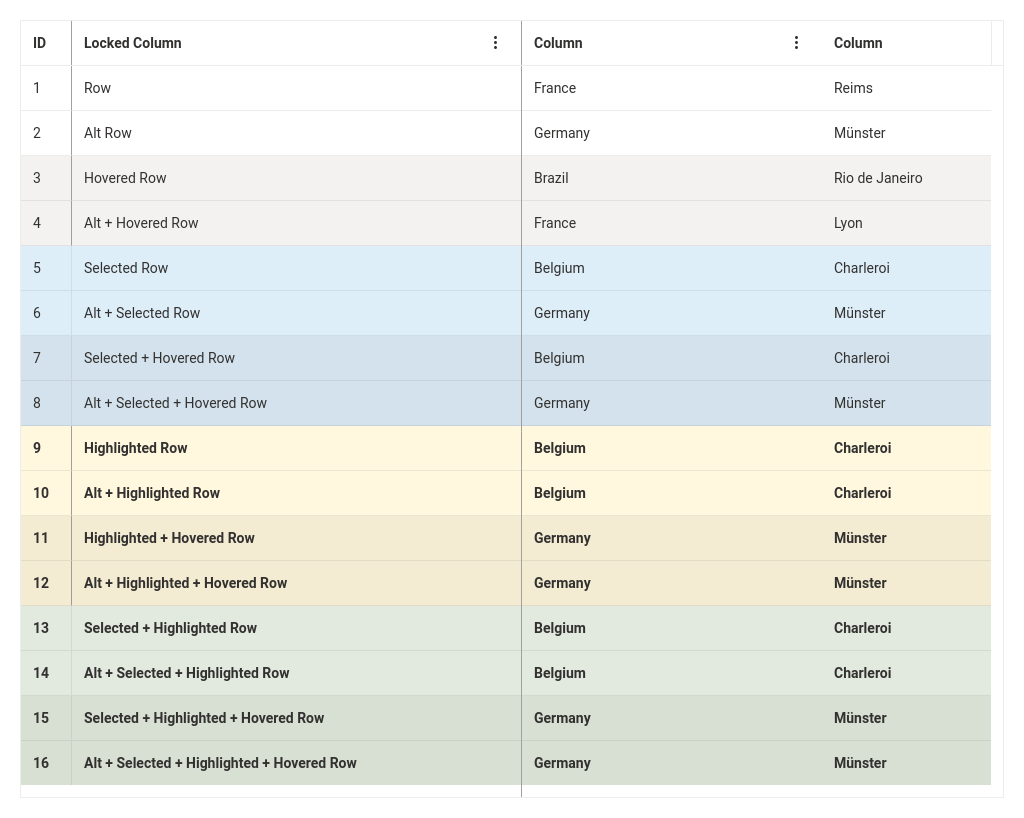 ID Locked Column Column Column
1 Row France Reims
2 Alt Row Germany Münster
3 Hovered Row Brazil Rio de Janeiro
4 Alt + Hovered Row France Lyon
5 Selected Row Belgium Charleroi
6 Alt + Selected Row Germany Münster
7 Selected + Hovered Row Belgium Charleroi
8 Alt + Selected + Hovered Row Germany Münster
9 Highlighted Row Belgium Charleroi
10 Alt + Highlighted Row Belgium Charleroi
11 Highlighted + Hovered Row Germany Münster
12 Alt + Highlighted + Hovered Row Germany Münster
13 Selected + Highlighted Row Belgium Charleroi
14 Alt + Selected + Highlighted Row Belgium Charleroi
15 Selected + Highlighted + Hovered Row Germany Münster
16 Alt + Selected + Highlighted + Hovered Row Germany Münster